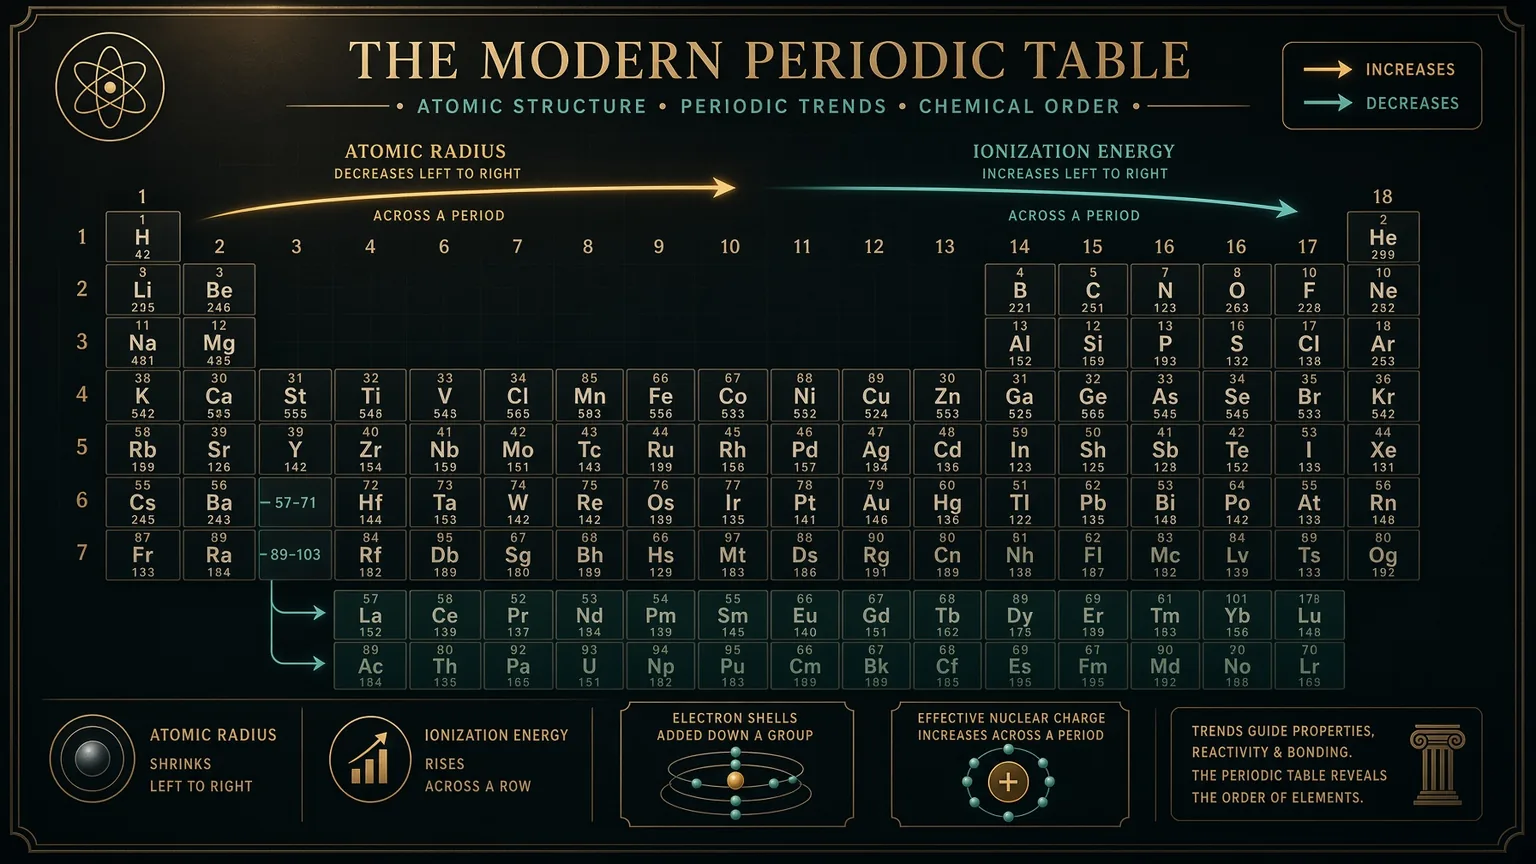 THE MODERN PERIODIC TABLE
• ATOMIC STRUCTURE • PERIODIC TRENDS • CHEMICAL ORDER •
INCREASES
DECREASES
ATOMIC RADIUS
DECREASES LEFT TO RIGHT
ACROSS A PERIOD
IONIZATION ENERGY
INCREASES LEFT TO RIGHT
ACROSS A PERIOD
1 18
1 2
1 H He
42 299
2 3 4 6 7 8 9 10 11 12 13 14 15 16 16 17
3 3 4 5 7 8 10 10
2 Li Be B C N O F Ne
235 246 221 251 123 263 228 232
11 12 13 12 13 16 17 18
3 Na Mg Al Si P S Cl Ar
481 435 152 159 193 132 138 253
38 30 31 32 33 34 85 66 67 88 89 30 31 32 33 34 35 36
4 K Ca St Ti V Cl Mn Fe Co Ni Cu Zn Ga Ge As Se Br Kr
542 555 548 543 565 583 556 533 532 524 553 525 565 545 545 533 542
58 39 39 40 41 42 43 44 45 46 47 48 59 50 41 42 53 44
5 Rb Sr Y Zr Nb Mo Tc Ru Rh Pd Ag Cd In Sh Sb Te I Xe
159 126 142 154 159 151 143 199 156 157 184 136 123 125 128 152 135 131
55 56 72 73 74 75 76 77 78 79 60 51 62 53 64 55 56
6 Cs Ba 57–71 Hf Ta W Re Os Ir Pt Au Hg Tl Pb Bi Po At Rn
245 243 144 153 142 142 189 135 141 146 136 122 135 148 142 133 148
87 89 84 95 67 68 66 97 88 90 80 81 62 83 84 59 80
7 Fr Ra 89–103 Rf Db Sg Bh Hs Mt Ds Rg Cn Nh Fl Mc Lv Ts Og
133 184 182 189 180 189 129 183 186 191 189 138 187 182 139 133 192
57 58 52 53 54 55 66 67 68 89 69 61 101 178
La Ce Pr Nd Pm Sm Eu Gd Tb Dy Er Tm Yb Lu
152 139 137 194 139 145 140 151 162 175 139 183 156 148
89 80 92 93 94 95 66 67 68 69 67 90 20 70
Ac Th Pa U Np Pu Cm Bk Cf Es Fm Md No Lr
184 135 165 151 182 183 189 189 185 195 195 192 198 169
ATOMIC RADIUS
SHRINKS
LEFT TO RIGHT
IONIZATION ENERGY
RISES
ACROSS A ROW
ELECTRON SHELLS
ADDED DOWN A GROUP
EFFECTIVE NUCLEAR CHARGE
INCREASES ACROSS A PERIOD
+
TRENDS GUIDE PROPERTIES,
REACTIVITY & BONDING.
THE PERIODIC TABLE REVEALS
THE ORDER OF ELEMENTS.